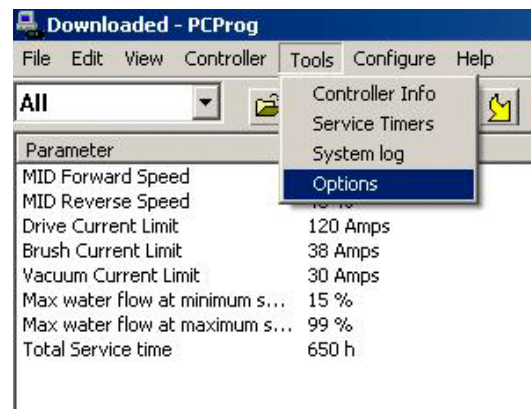 Downloaded - PCProg
File Edit View Controller Tools Configure Help
All
Controller Info
Service Timers
System log
Options
Parameter
MID Forward Speed
MID Reverse Speed
Drive Current Limit 120 Amps
Brush Current Limit 38 Amps
Vacuum Current Limit 30 Amps
Max water flow at minimum s... 15 %
Max water flow at maximum s... 99 %
Total Service time 650 h